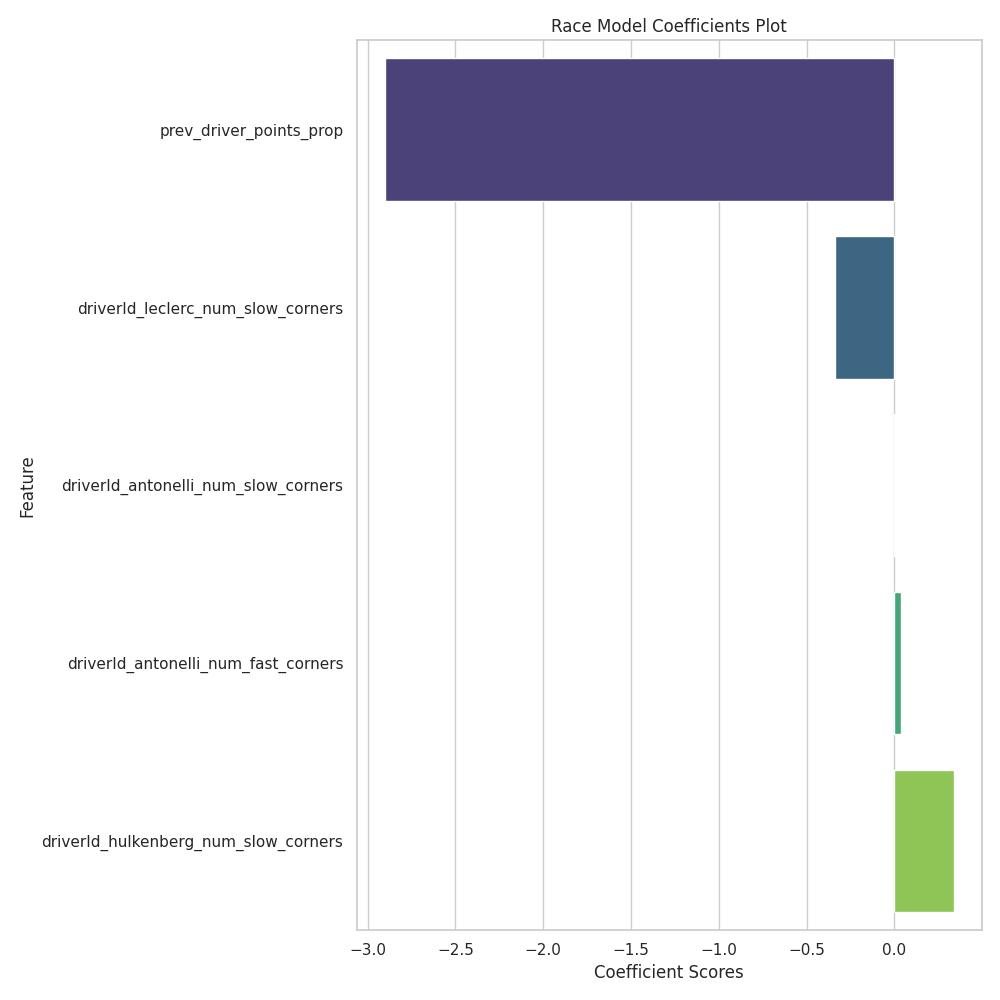 Race Model Coefficients Plot
prev_driver_points_prop
driverId_leclerc_num_slow_corners
driverId_antonelli_num_slow_corners
driverId_antonelli_num_fast_corners
driverId_hulkenberg_num_slow_corners
Feature
−3.0 −2.5 −2.0 −1.5 −1.0 −0.5 0.0
Coefficient Scores